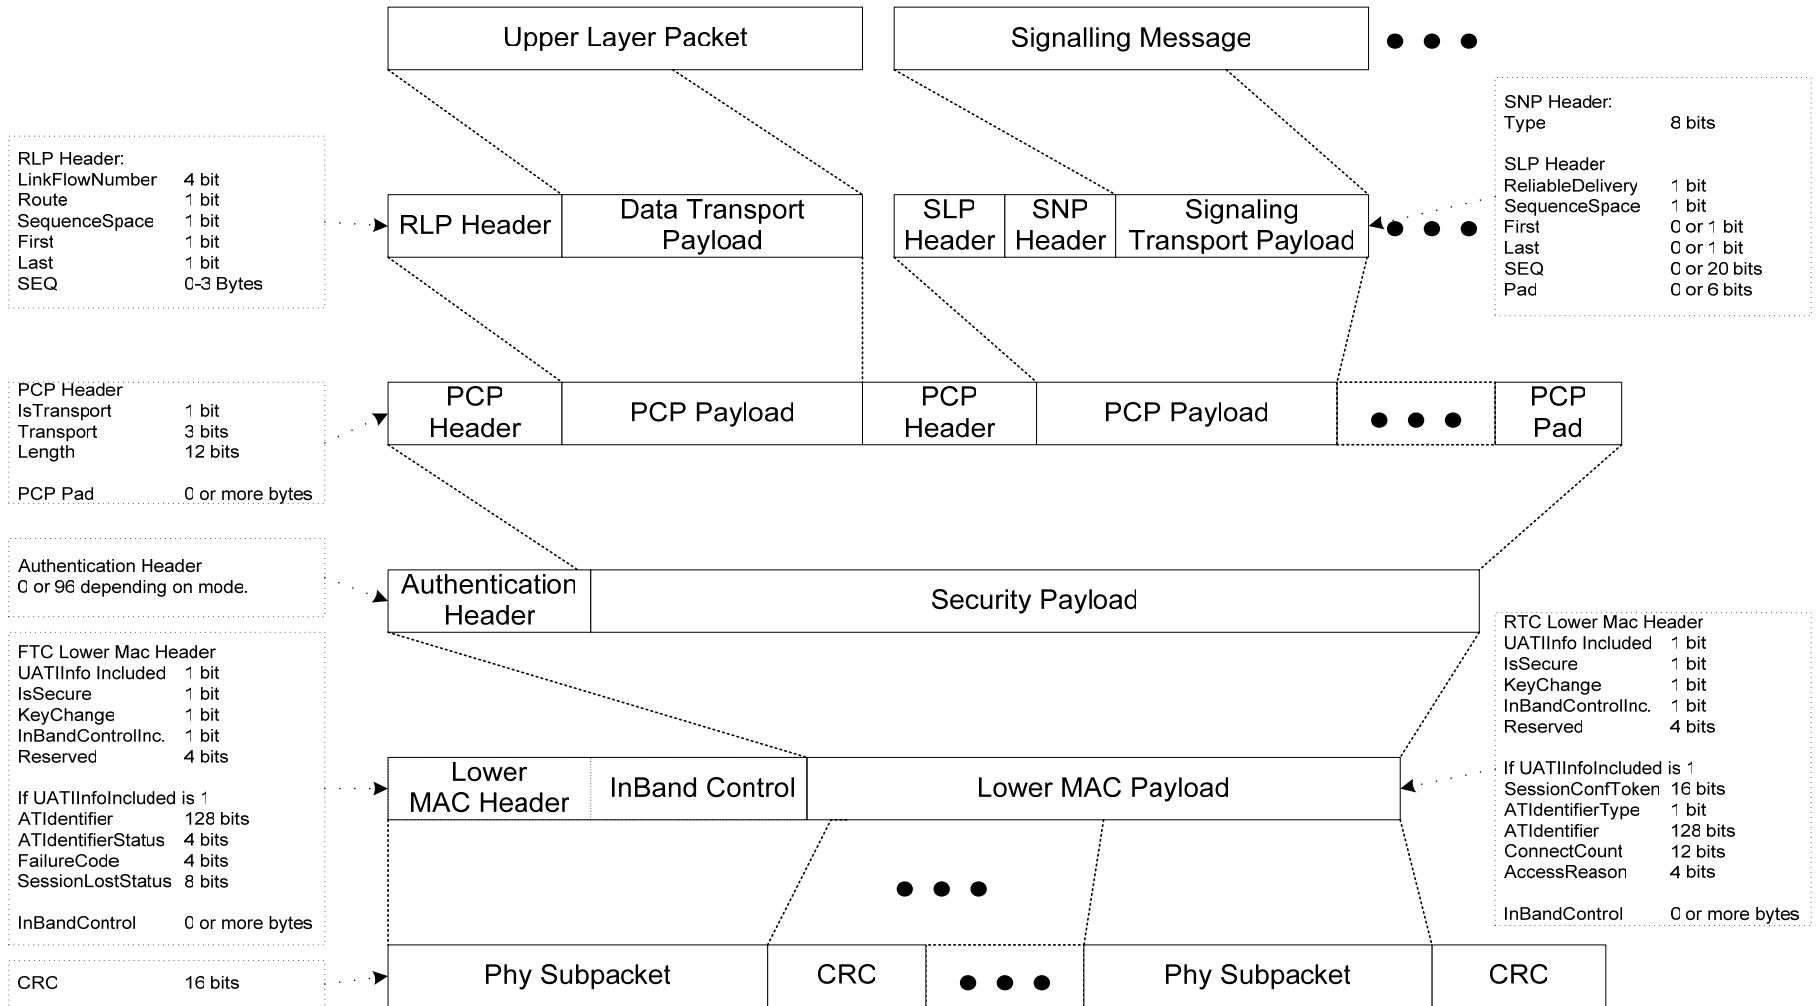 Upper Layer Packet
Signalling Message
SNP Header:
Type 8 bits
SLP Header
ReliableDelivery 1 bit
SequenceSpace 1 bit
First 0 or 1 bit
Last 0 or 1 bit
SEQ 0 or 20 bits
Pad 0 or 6 bits
RLP Header:
LinkFlowNumber 4 bit
Route 1 bit
SequenceSpace 1 bit
First 1 bit
Last 1 bit
SEQ 0-3 Bytes
RLP Header
Data Transport
Payload
SLP
Header
SNP
Header
Signaling
Transport Payload
PCP Header
IsTransport 1 bit
Transport 3 bits
Length 12 bits
PCP Pad 0 or more bytes
PCP
Header
PCP Payload
PCP
Header
PCP Payload
PCP
Pad
Authentication Header
0 or 96 depending on mode.
Authentication
Header
Security Payload
FTC Lower Mac Header
UATIInfo Included 1 bit
IsSecure 1 bit
KeyChange 1 bit
InBandControlInc. 1 bit
Reserved 4 bits
If UATIInfoIncluded is 1
ATIdentifier 128 bits
ATIdentifierStatus 4 bits
FailureCode 4 bits
SessionLostStatus 8 bits
InBandControl 0 or more bytes
Lower
MAC Header
InBand Control
Lower MAC Payload
RTC Lower Mac Header
UATIInfo Included 1 bit
IsSecure 1 bit
KeyChange 1 bit
InBandControlInc. 1 bit
Reserved 4 bits
If UATIInfoIncluded is 1
SessionConfToken 16 bits
ATIdentifierType 1 bit
ATIdentifier 128 bits
ConnectCount 12 bits
AccessReason 4 bits
InBandControl 0 or more bytes
CRC 16 bits
Phy Subpacket
CRC
Phy Subpacket
CRC